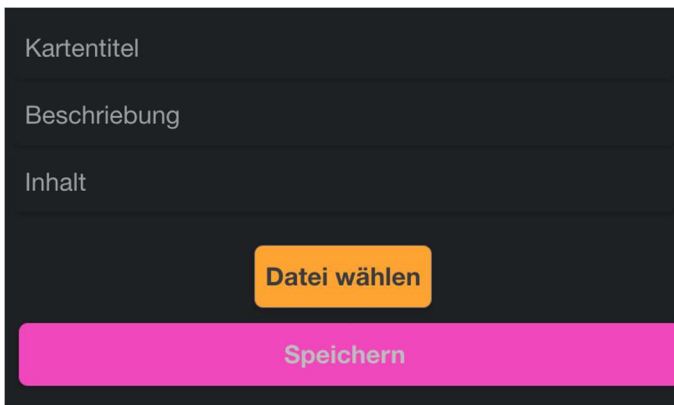 Kartentitel
Beschriebung
Inhalt
Datei wählen
Speichern